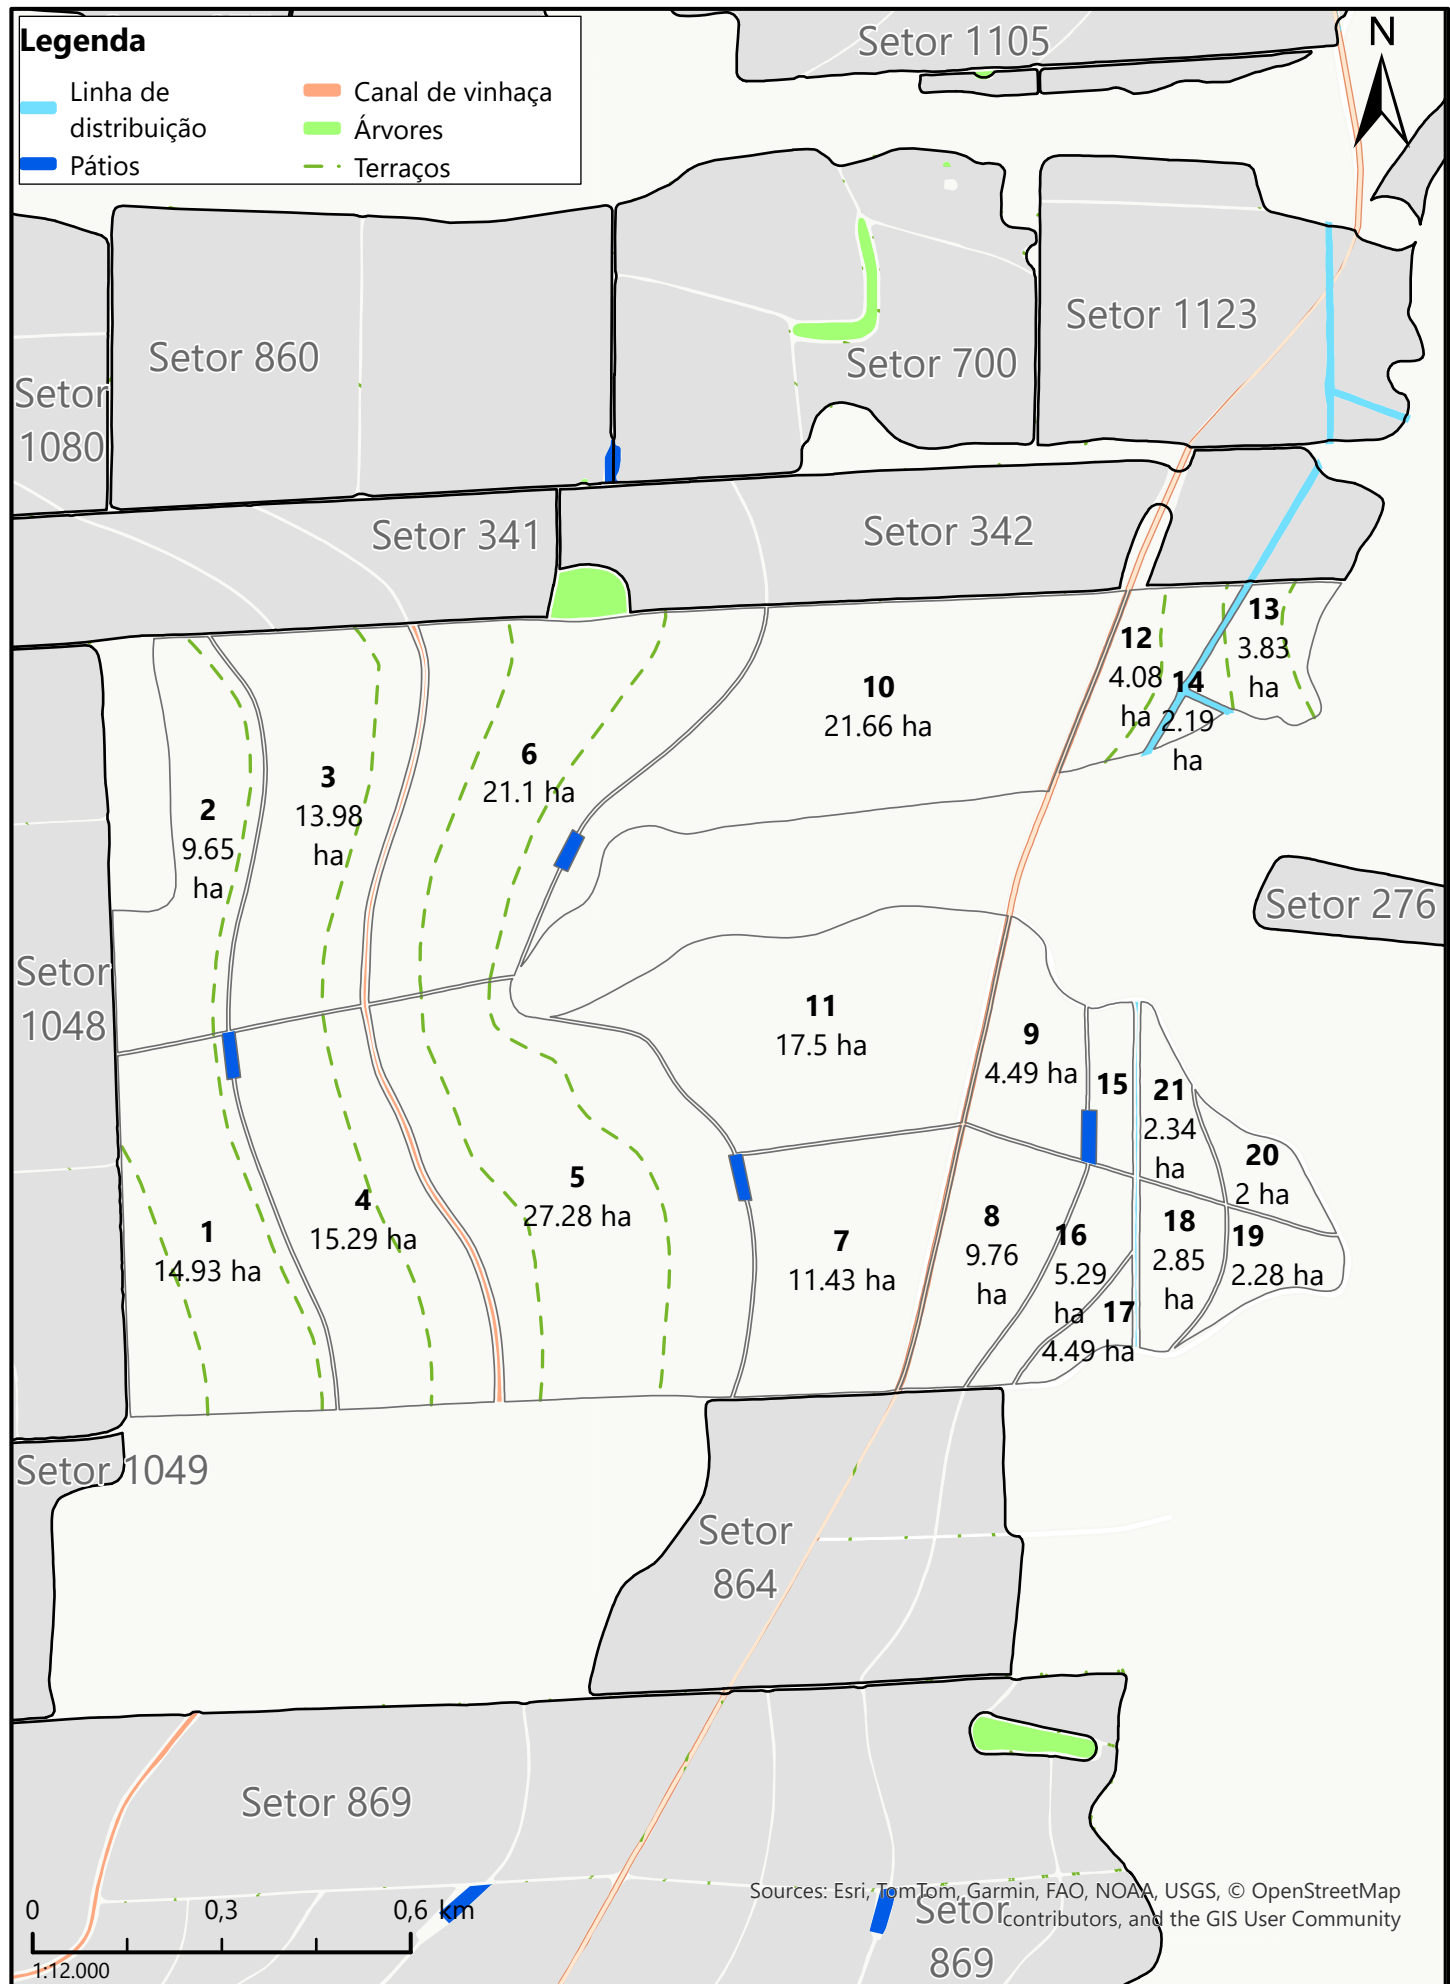 Legenda
Linha de
distribuição
Pátios
Canal de vinhaça
Árvores
Terraços
N
Setor 1105
Setor 1123
Setor 700
Setor 860
Setor
1080
Setor 341
Setor 342
13
3.83
ha
12
4.08
ha
14
2.19
ha
10
21.66 ha
6
21.1 ha
3
13.98
ha
2
9.65
ha
Setor 276
Setor
1048
11
17.5 ha
9
4.49 ha
15
21
2.34
ha
20
2 ha
5
27.28 ha
4
15.29 ha
1
14.93 ha
7
11.43 ha
8
9.76
ha
16
5.29
ha
17
4.49 ha
18
2.85
ha
19
2.28 ha
Setor 1049
Setor
864
Setor 869
Setor
869
Sources: Esri, TomTom, Garmin, FAO, NOAA, USGS, © OpenStreetMap
contributors, and the GIS User Community
0 0,3 0,6 km
1:12.000